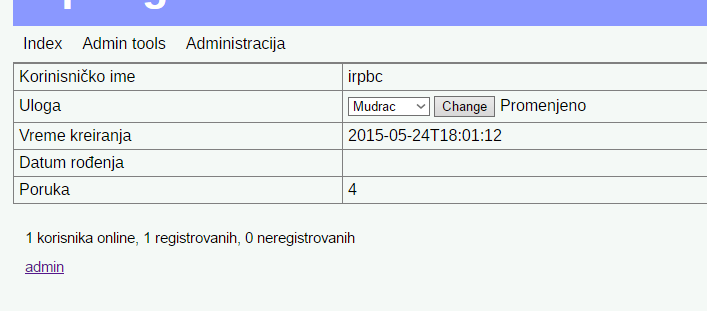 Index Admin tools Administracija
Korinisničko ime irpbc
Uloga Mudrac Change Promenjeno
Vreme kreiranja 2015-05-24T18:01:12
Datum rođenja
Poruka 4
1 korisnika online, 1 registrovanih, 0 neregistrovanih
admin